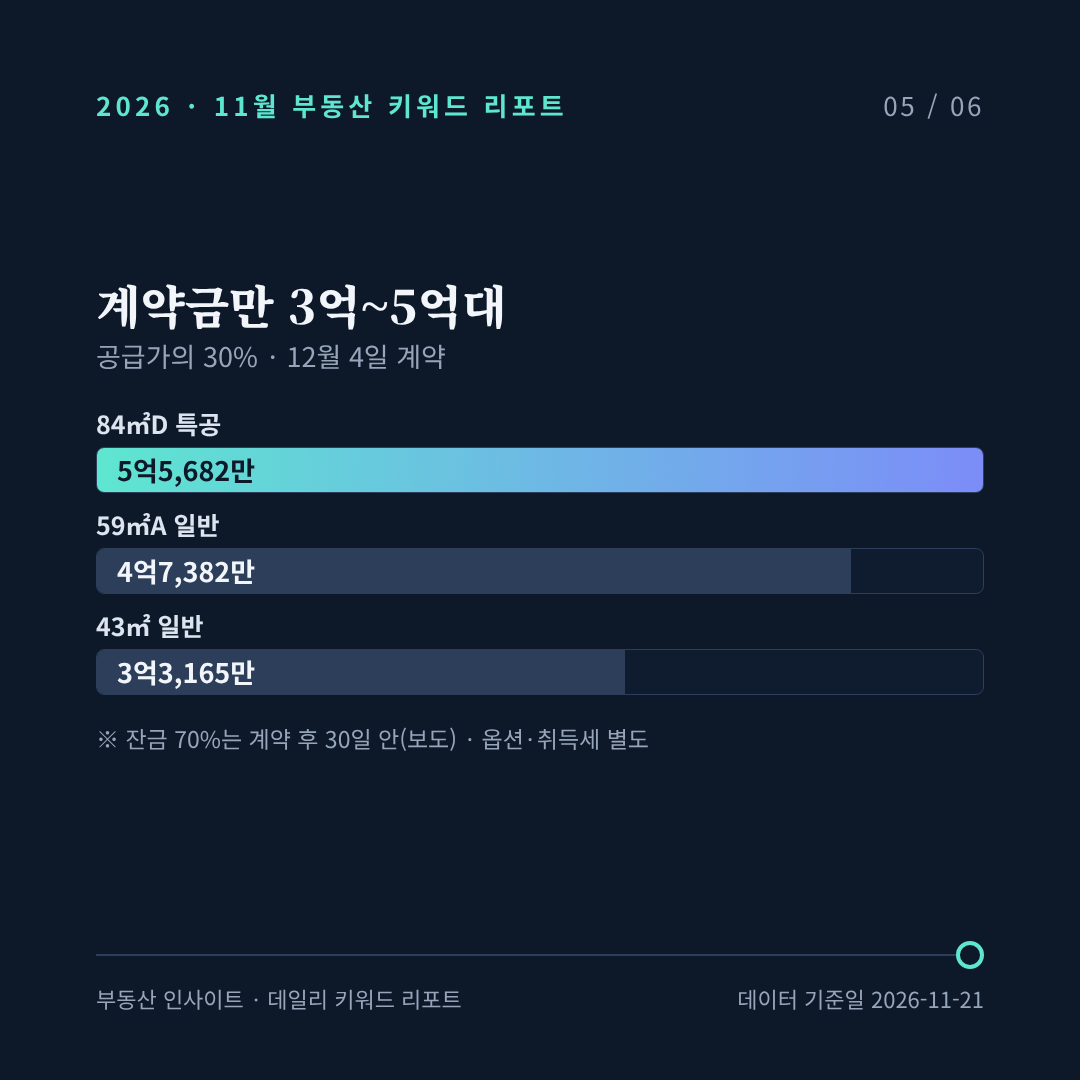 2026 · 11월 부동산 키워드 리포트
05 / 06
계약금만 3억~5억대
공급가의 30% · 12월 4일 계약
84㎡D 특공
5억5,682만
59㎡A 일반
4억7,382만
43㎡ 일반
3억3,165만
※ 잔금 70%는 계약 후 30일 안(보도) · 옵션·취득세 별도
부동산 인사이트 · 데일리 키워드 리포트
데이터 기준일 2026-11-21